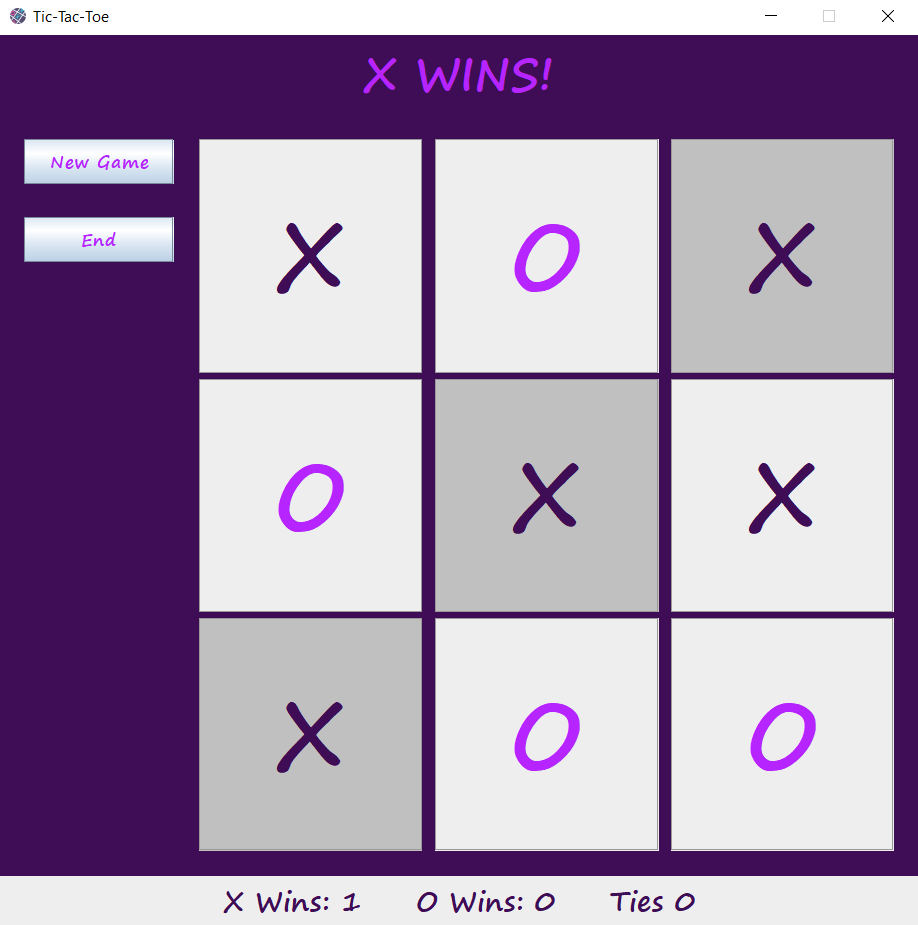 Tic-Tac-Toe
X WINS!
New Game
End
X O X
O X X
X O O
X Wins: 1 O Wins: 0 Ties 0